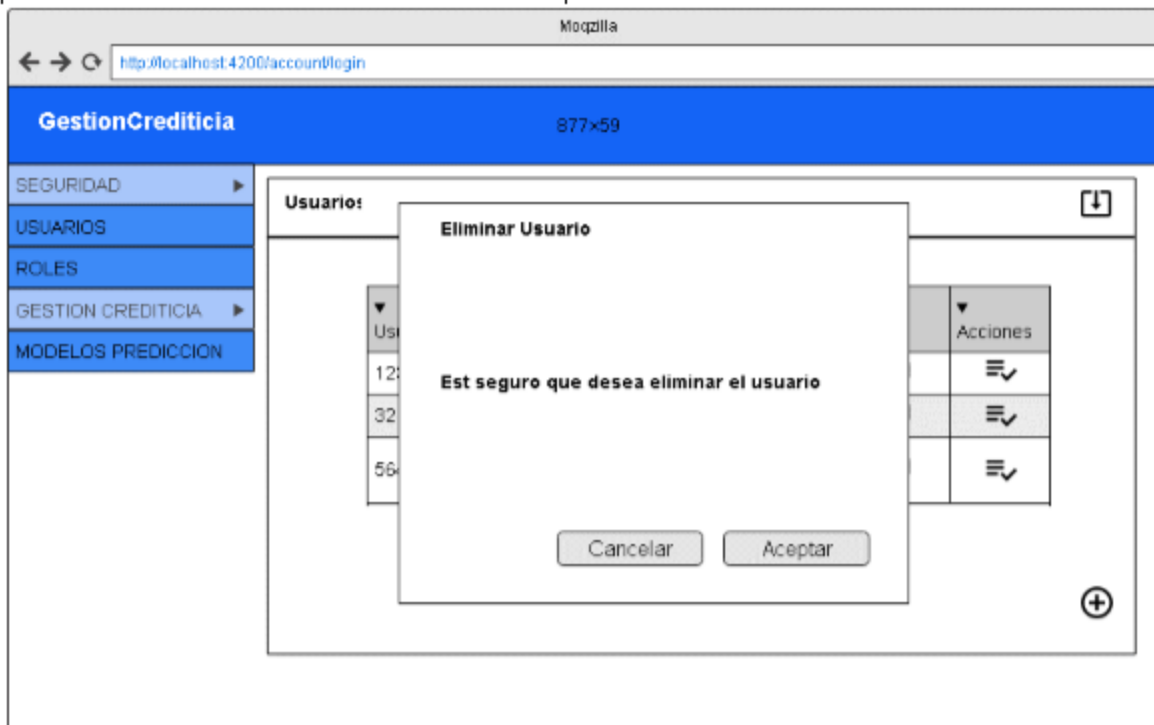 Moqzilla
http://localhost:4200/account/login
GestionCrediticia
877×59
SEGURIDAD
USUARIOS
ROLES
GESTION CREDITICIA
MODELOS PREDICCION
Usuarios
Eliminar Usuario
Acciones
Est seguro que desea eliminar el usuario
32
Cancelar
Aceptar